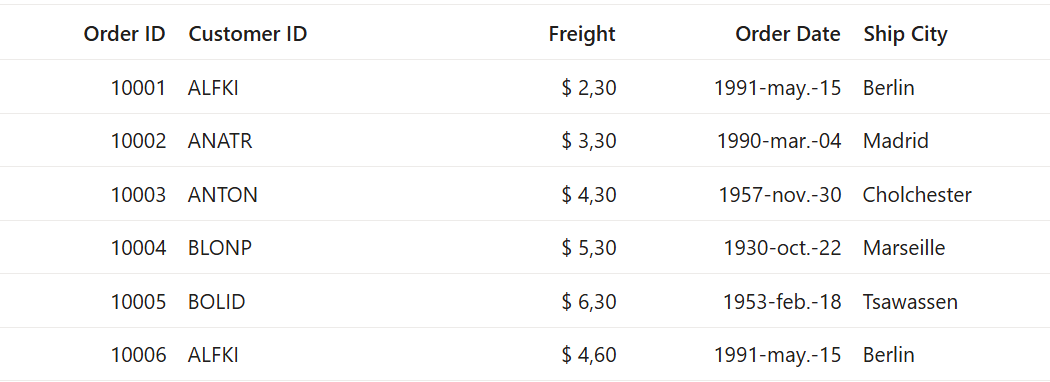 Order ID Customer ID Freight Order Date Ship City
10001 ALFKI $ 2,30 1991-may.-15 Berlin
10002 ANATR $ 3,30 1990-mar.-04 Madrid
10003 ANTON $ 4,30 1957-nov.-30 Cholchester
10004 BLONP $ 5,30 1930-oct.-22 Marseille
10005 BOLID $ 6,30 1953-feb.-18 Tsawassen
10006 ALFKI $ 4,60 1991-may.-15 Berlin